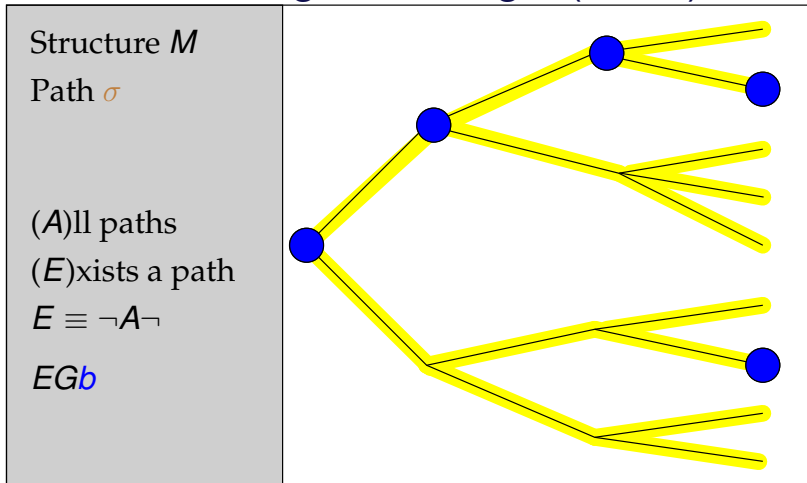 Structure M
Path σ
(A)ll paths
(E)xists a path
E ≡ ¬A¬
EGb